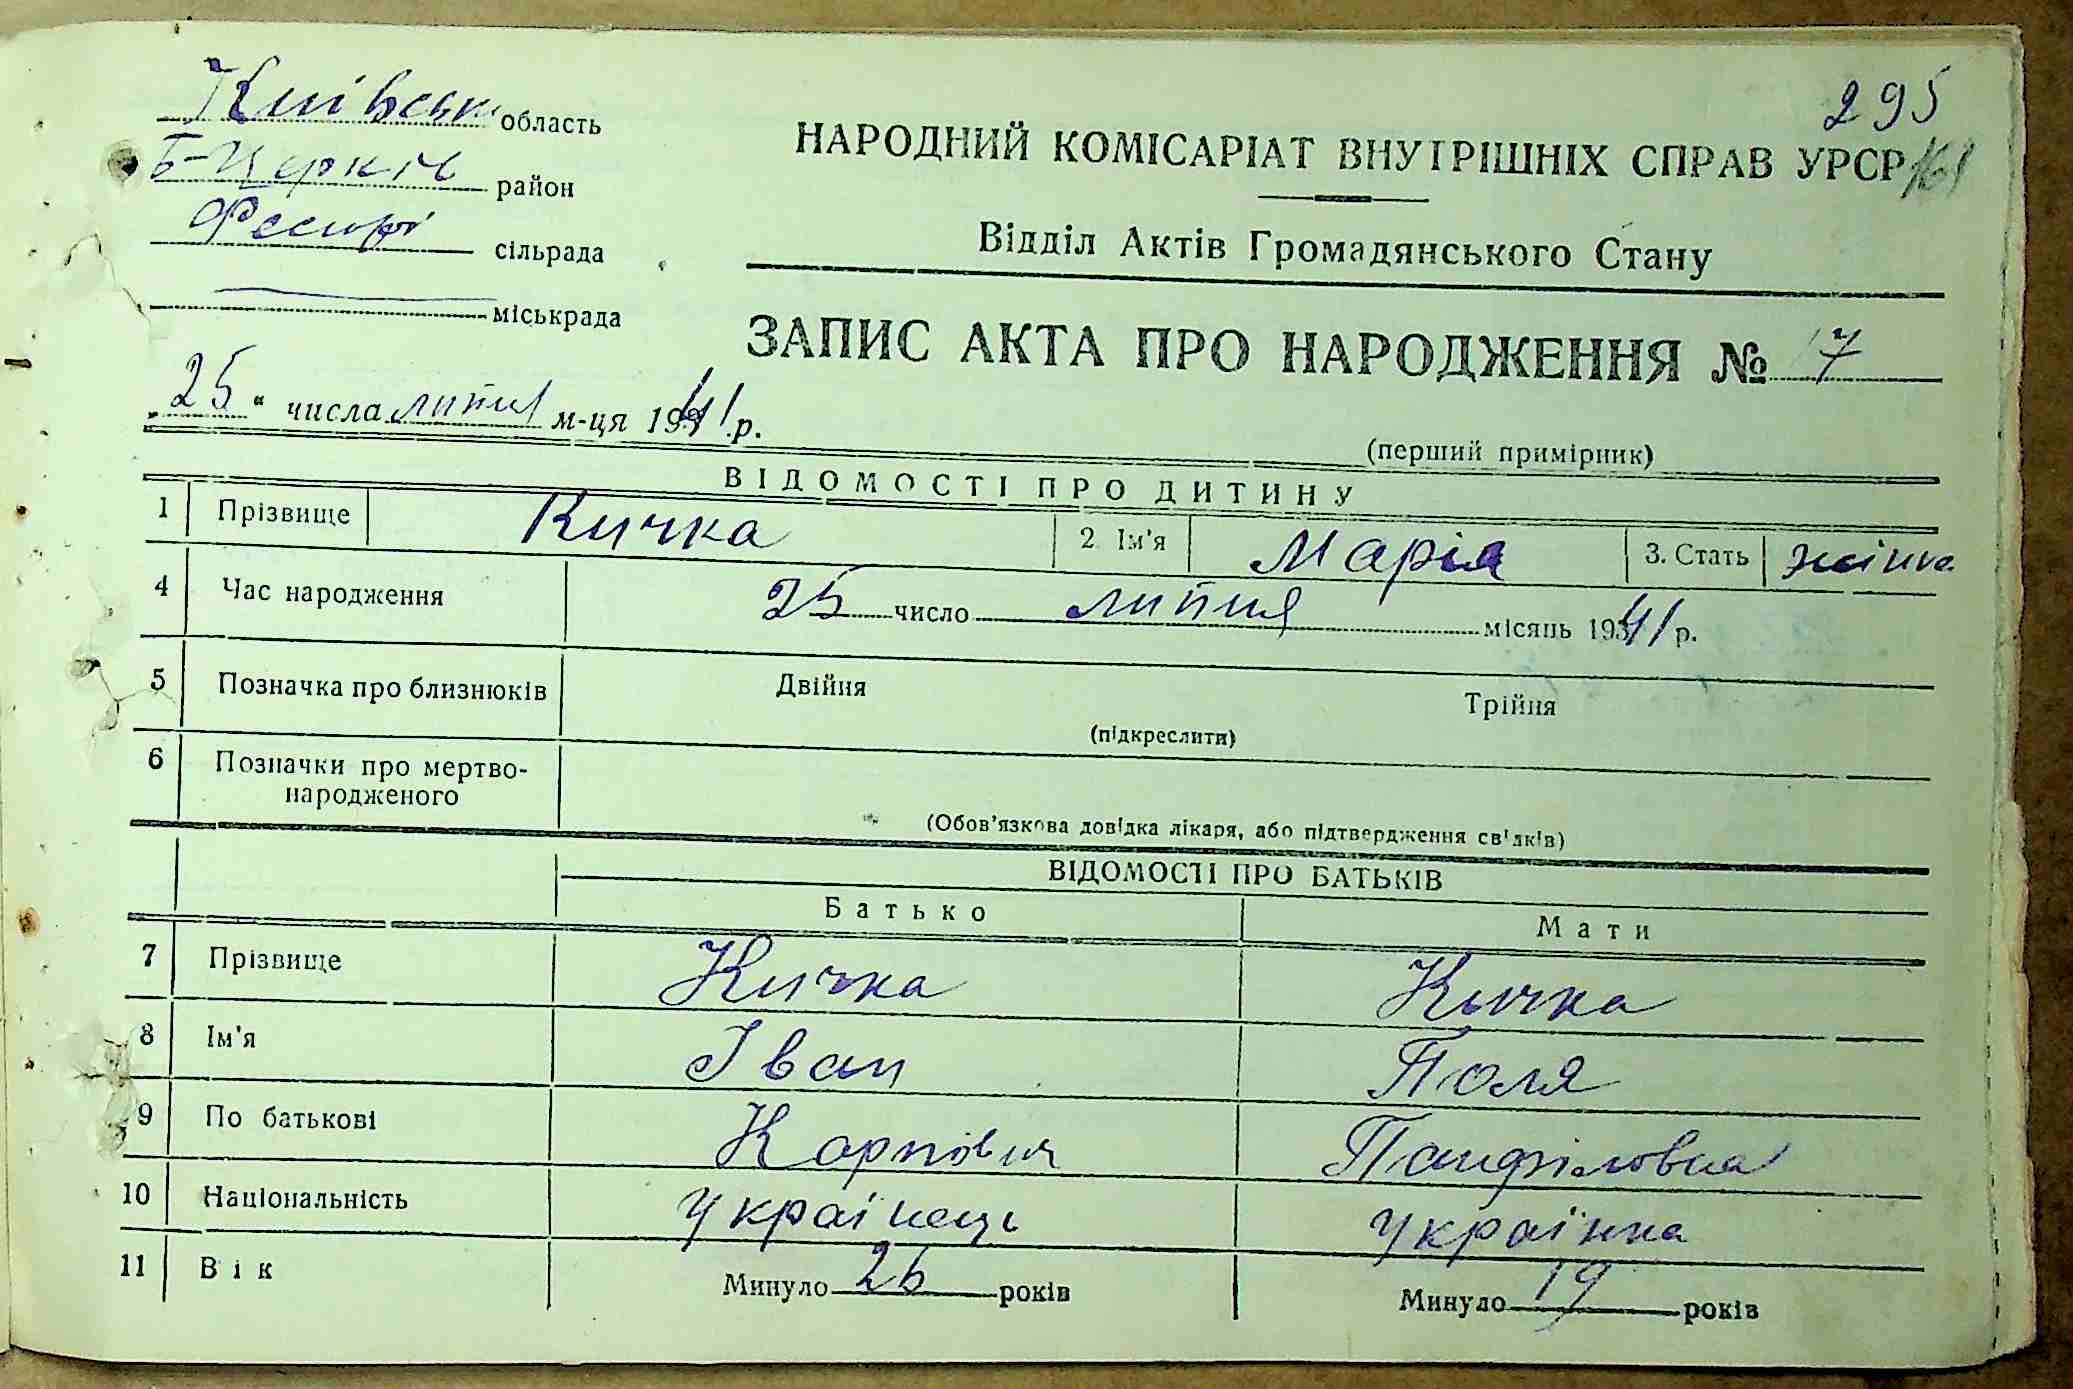 295
Київськ область
НАРОДНИЙ КОМІСАРІАТ ВНУТРІШНІХ СПРАВ УРСР 161
Б-Церків район
Відділ Актів Громадянського Стану
сільрада
міськрада
ЗАПИС АКТА ПРО НАРОДЖЕННЯ № 17
„25“ числа липня м-ця 1941 р.
(перший примірник)
ВІДОМОСТІ ПРО ДИТИНУ
1 Прізвище Кичка 2. Ім'я Марія 3. Стать жінка
4 Час народження 25 число липня місяць 1941 р.
5 Позначка про близнюків Двійня Трійня
(підкреслити)
6 Позначки про мертво-
народженого
(Обов'язкова довідка лікаря, або підтвердження свідків)
ВІДОМОСТІ ПРО БАТЬКІВ
Батько Мати
7 Прізвище Кичка Кичка
8 Ім'я Іван Поля
9 По батькові Карпович Панфіловна
10 Національність українець українка
11 Вік Минуло 26 років Минуло 19 років